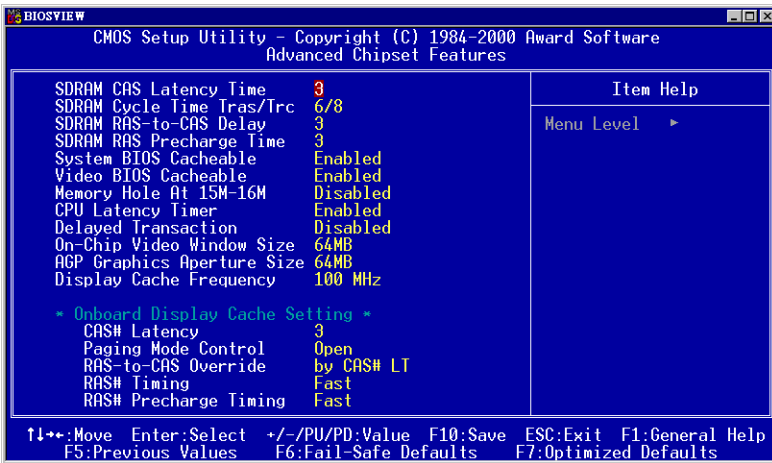 BIOSVIEW
CMOS Setup Utility - Copyright (C) 1984-2000 Award Software
Advanced Chipset Features
SDRAM CAS Latency Time 3
SDRAM Cycle Time Tras/Trc 6/8
SDRAM RAS-to-CAS Delay 3
SDRAM RAS Precharge Time 3
System BIOS Cacheable Enabled
Video BIOS Cacheable Enabled
Memory Hole At 15M-16M Disabled
CPU Latency Timer Enabled
Delayed Transaction Disabled
On-Chip Video Window Size 64MB
AGP Graphics Aperture Size 64MB
Display Cache Frequency 100 MHz
* Onboard Display Cache Setting *
CAS# Latency 3
Paging Mode Control Open
RAS-to-CAS Override by CAS# LT
RAS# Timing Fast
RAS# Precharge Timing Fast
Item Help
Menu Level ►
↑↓→←:Move Enter:Select +/-/PU/PD:Value F10:Save ESC:Exit F1:General Help
F5:Previous Values F6:Fail-Safe Defaults F7:Optimized Defaults